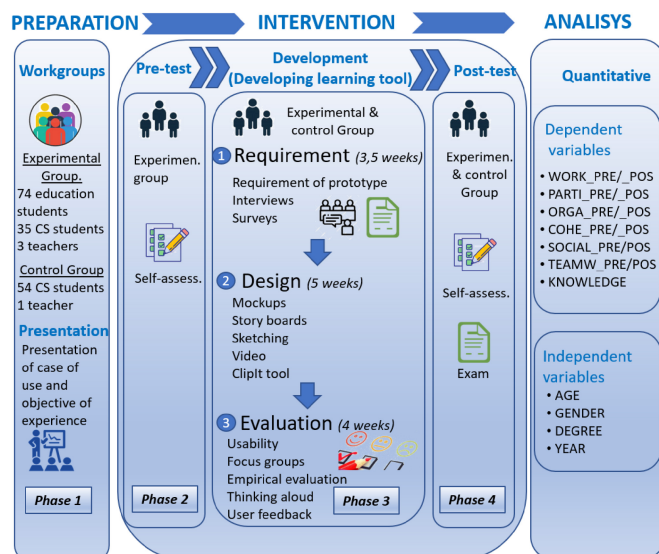 PREPARATION
INTERVENTION
ANALISYS
Workgroups
Experimental
Group.
74 education
students
35 CS students
3 teachers
Control Group
54 CS students
1 teacher
Presentation
Presentation
of case of
use and
objective of
experience
Phase 1
Pre-test
Experimen.
group
Self-assess.
Phase 2
Development
(Developing learning tool)
Experimental &
control Group
1 Requirement (3,5 weeks)
Requirement of prototype
Interviews
Surveys
2 Design (5 weeks)
Mockups
Story boards
Sketching
Video
ClipIt tool
3 Evaluation (4 weeks)
Usability
Focus groups
Empirical evaluation
Thinking aloud
User feedback
Phase 3
Post-test
Experimen.
& control
Group
Self-assess.
Exam
Phase 4
Quantitative
Dependent
variables
• WORK_PRE/_POS
• PARTI_PRE/_POS
• ORGA_PRE/_POS
• COHE_PRE/_POS
• SOCIAL_PRE/POS
• TEAMW_PRE/POS
• KNOWLEDGE
Independent
variables
• AGE
• GENDER
• DEGREE
• YEAR